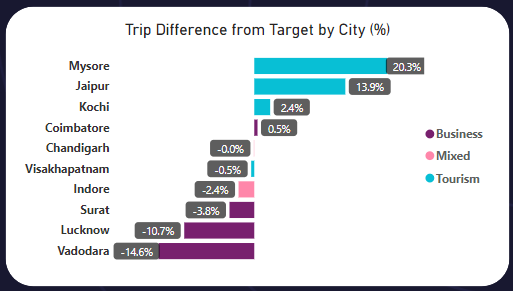 Trip Difference from Target by City (%)
Mysore 20.3%
Jaipur 13.9%
Kochi 2.4%
Coimbatore 0.5%
Chandigarh -0.0%
Visakhapatnam -0.5%
Indore -2.4%
Surat -3.8%
Lucknow -10.7%
Vadodara -14.6%
Business
Mixed
Tourism